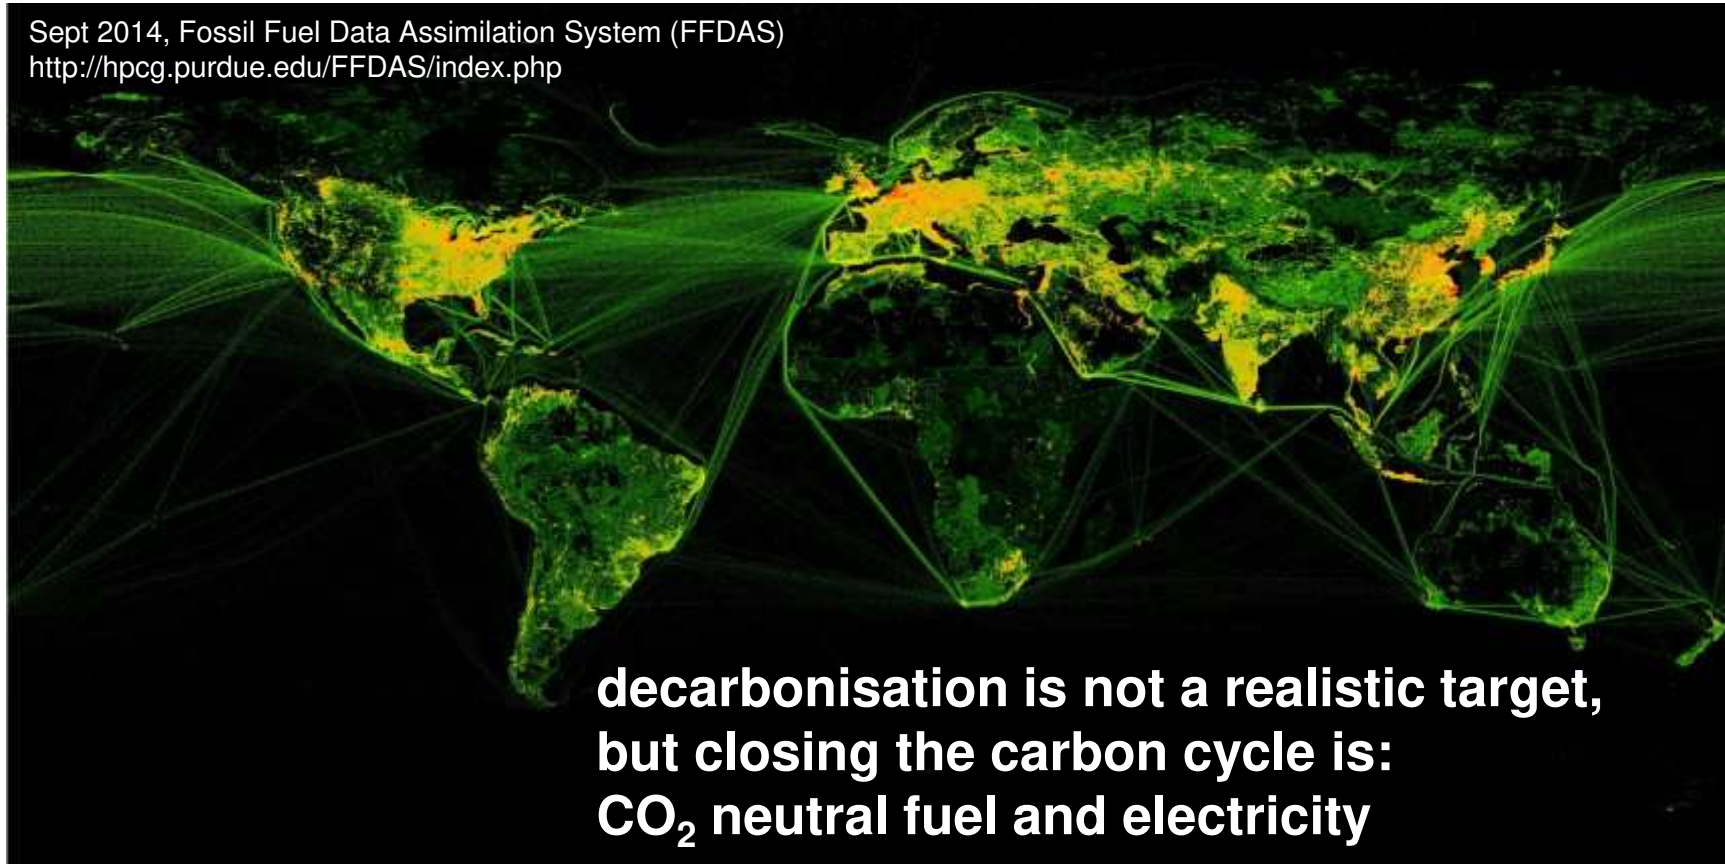 Sept 2014, Fossil Fuel Data Assimilation System (FFDAS)
http://hpcg.purdue.edu/FFDAS/index.php
decarbonisation is not a realistic target,
but closing the carbon cycle is:
CO₂ neutral fuel and electricity